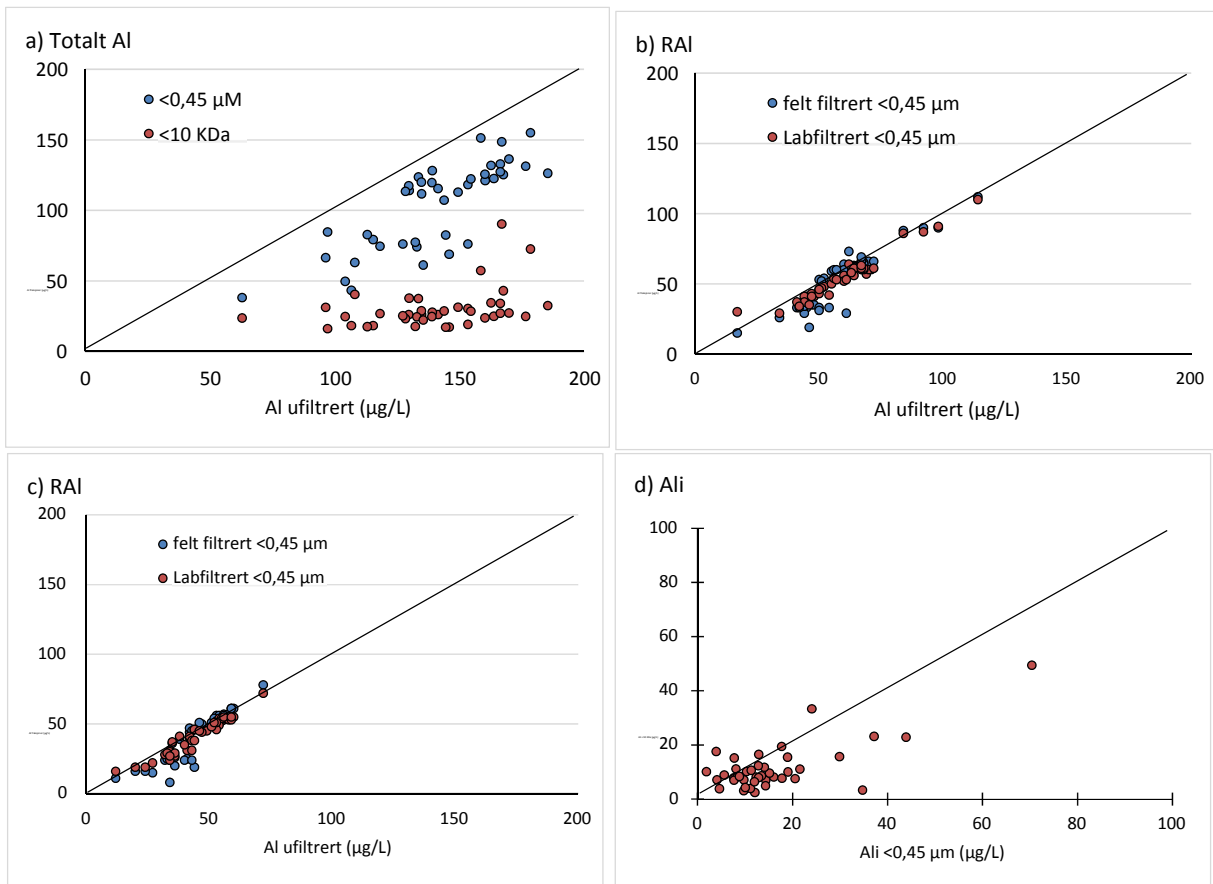 a) Totalt Al
200
150
100
50
0
<0,45 µM
<10 KDa
0 50 100 150 200
Al ufiltrert (µg/L)
b) RAl
200
150
100
50
0
felt filtrert <0,45 µm
Labfiltrert <0,45 µm
0 50 100 150 200
Al ufiltrert (µg/L)
c) RAl
200
150
100
50
0
felt filtrert <0,45 µm
Labfiltrert <0,45 µm
0 50 100 150 200
Al ufiltrert (µg/L)
d) Ali
100
80
60
40
20
0
0 20 40 60 80 100
Ali <0,45 µm (µg/L)